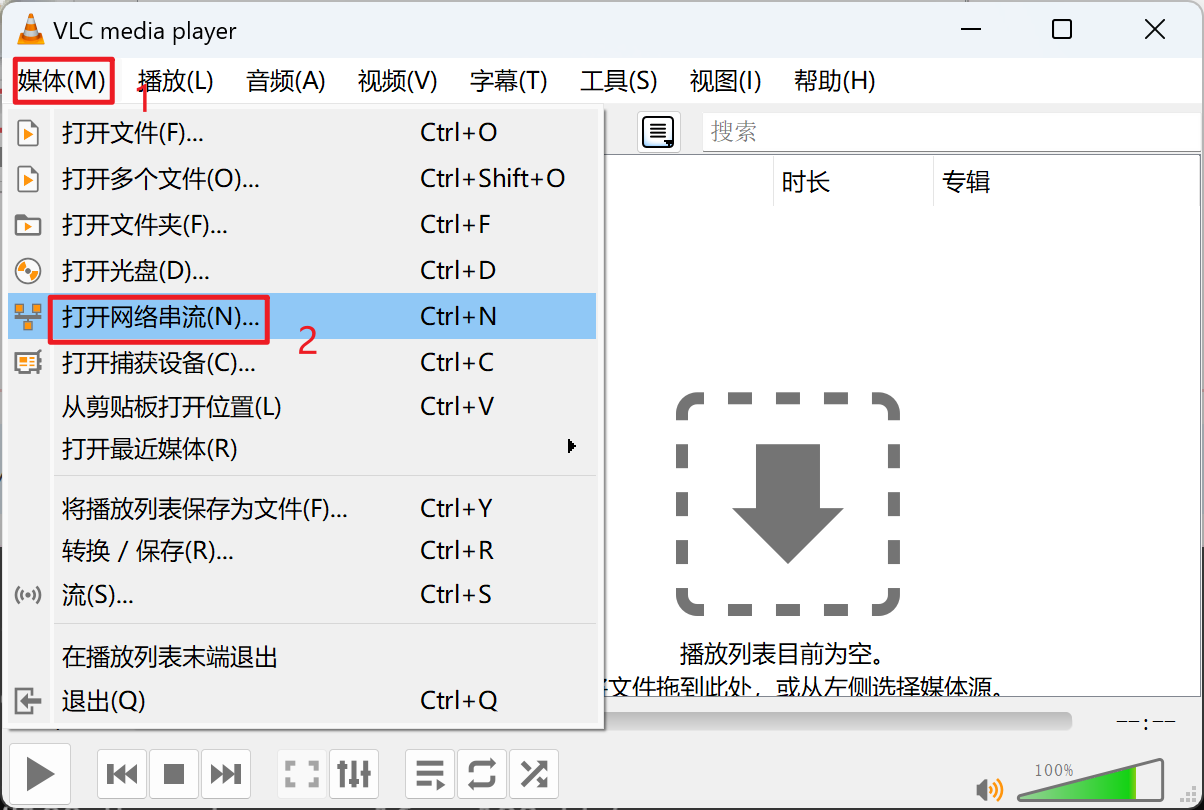 VLC media player
媒体(M) 播放(L) 音频(A) 视频(V) 字幕(T) 工具(S) 视图(I) 帮助(H)
1
打开文件(F)... Ctrl+O
搜索
打开多个文件(O)... Ctrl+Shift+O
时长 专辑
打开文件夹(F)... Ctrl+F
打开光盘(D)... Ctrl+D
打开网络串流(N)... Ctrl+N
2
打开捕获设备(C)... Ctrl+C
从剪贴板打开位置(L) Ctrl+V
打开最近媒体(R)
将播放列表保存为文件(F)... Ctrl+Y
转换 / 保存(R)... Ctrl+R
流(S)... Ctrl+S
在播放列表末端退出
退出(Q) Ctrl+Q
播放列表目前为空。
文件拖到此处，或从左侧选择媒体源。
--:--
100%